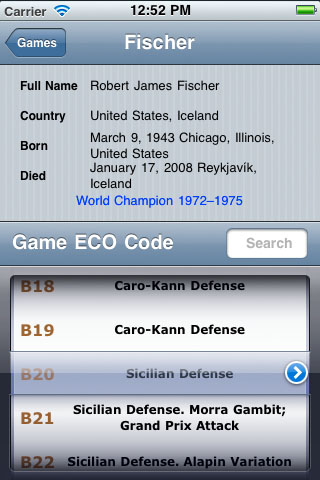 Carrier 12:52 PM
Games Fischer
Full Name Robert James Fischer
Country United States, Iceland
Born March 9, 1943 Chicago, Illinois,
United States
Died January 17, 2008 Reykjavík,
Iceland
World Champion 1972–1975
Game ECO Code Search
B18 Caro-Kann Defense
B19 Caro-Kann Defense
B20 Sicilian Defense
B21 Sicilian Defense. Morra Gambit;
Grand Prix Attack
B22 Sicilian Defense. Alapin Variation